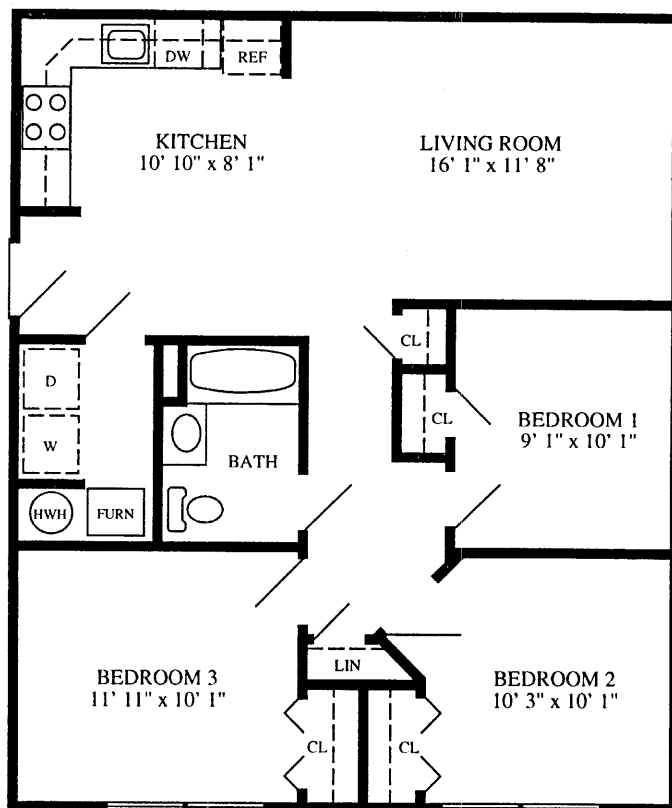 DW
REF
KITCHEN
10' 10" x 8' 1"
LIVING ROOM
16' 1" x 11' 8"
CL
D
CL
BEDROOM 1
9' 1" x 10' 1"
W
BATH
HWH
FURN
LIN
BEDROOM 3
11' 11" x 10' 1"
BEDROOM 2
10' 3" x 10' 1"
CL
CL